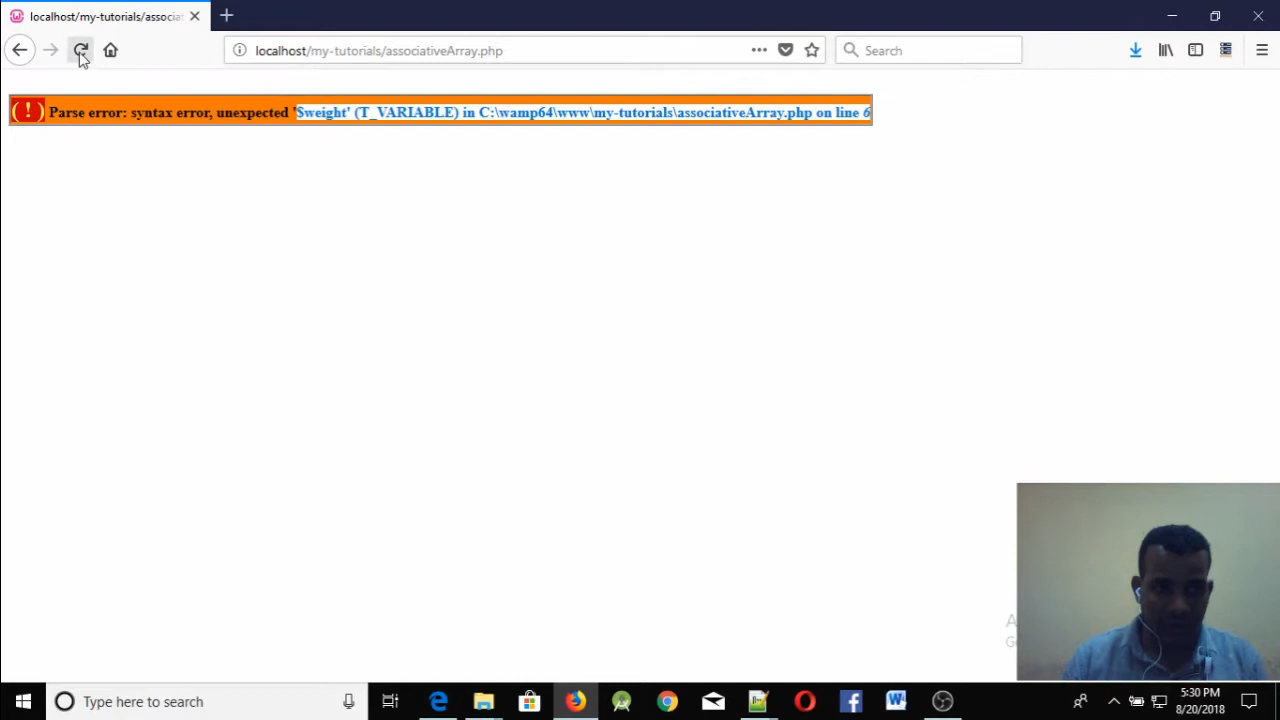 localhost/my-tutorials/associat
localhost/my-tutorials/associativeArray.php
Search
( ! ) Parse error: syntax error, unexpected '$weight' (T_VARIABLE) in C:\wamp64\www\my-tutorials\associativeArray.php on line 6
Type here to search
5:30 PM
8/20/2018